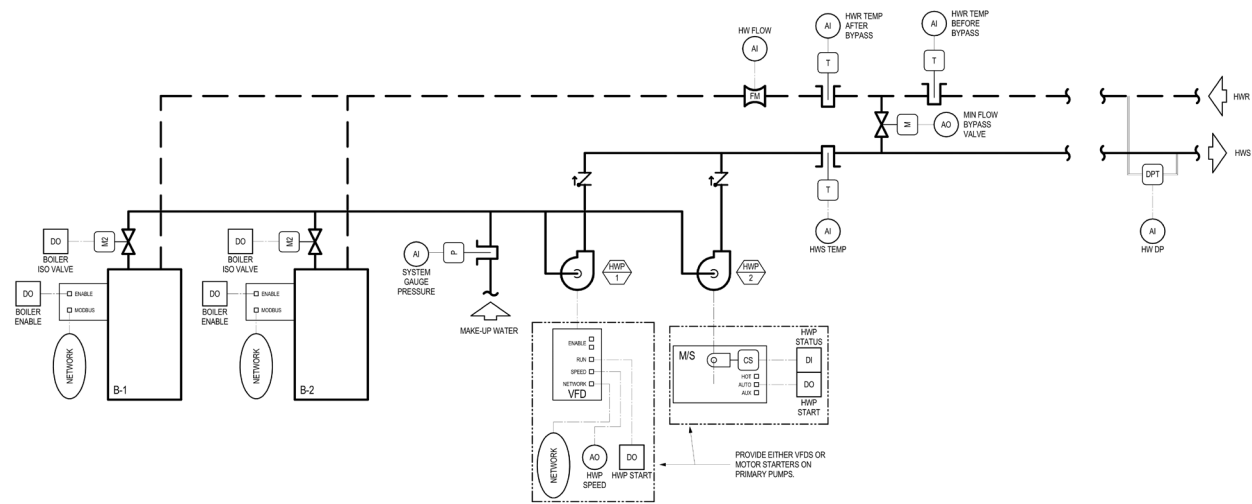 HW FLOW
AI
FM
AI
HWR TEMP
AFTER
BYPASS
T
AI
HWR TEMP
BEFORE
BYPASS
T
HWR
M
AO
MIN FLOW
BYPASS
VALVE
HWS
T
AI
HWS TEMP
DPT
AI
HW DP
DO
BOILER
ISO VALVE
M2
DO
BOILER
ENABLE
ENABLE
MODBUS
NETWORK
B-1
DO
BOILER
ISO VALVE
M2
DO
BOILER
ENABLE
ENABLE
MODBUS
NETWORK
B-2
AI
SYSTEM
GAUGE
PRESSURE
P
MAKE-UP WATER
HWP
1
HWP
2
ENABLE
RUN
SPEED
NETWORK
VFD
NETWORK
AO
HWP
SPEED
DO
HWP START
M/S
CS
HOT
AUTO
AUX
HWP
STATUS
DI
DO
HWP
START
PROVIDE EITHER VFDS OR
MOTOR STARTERS ON
PRIMARY PUMPS.